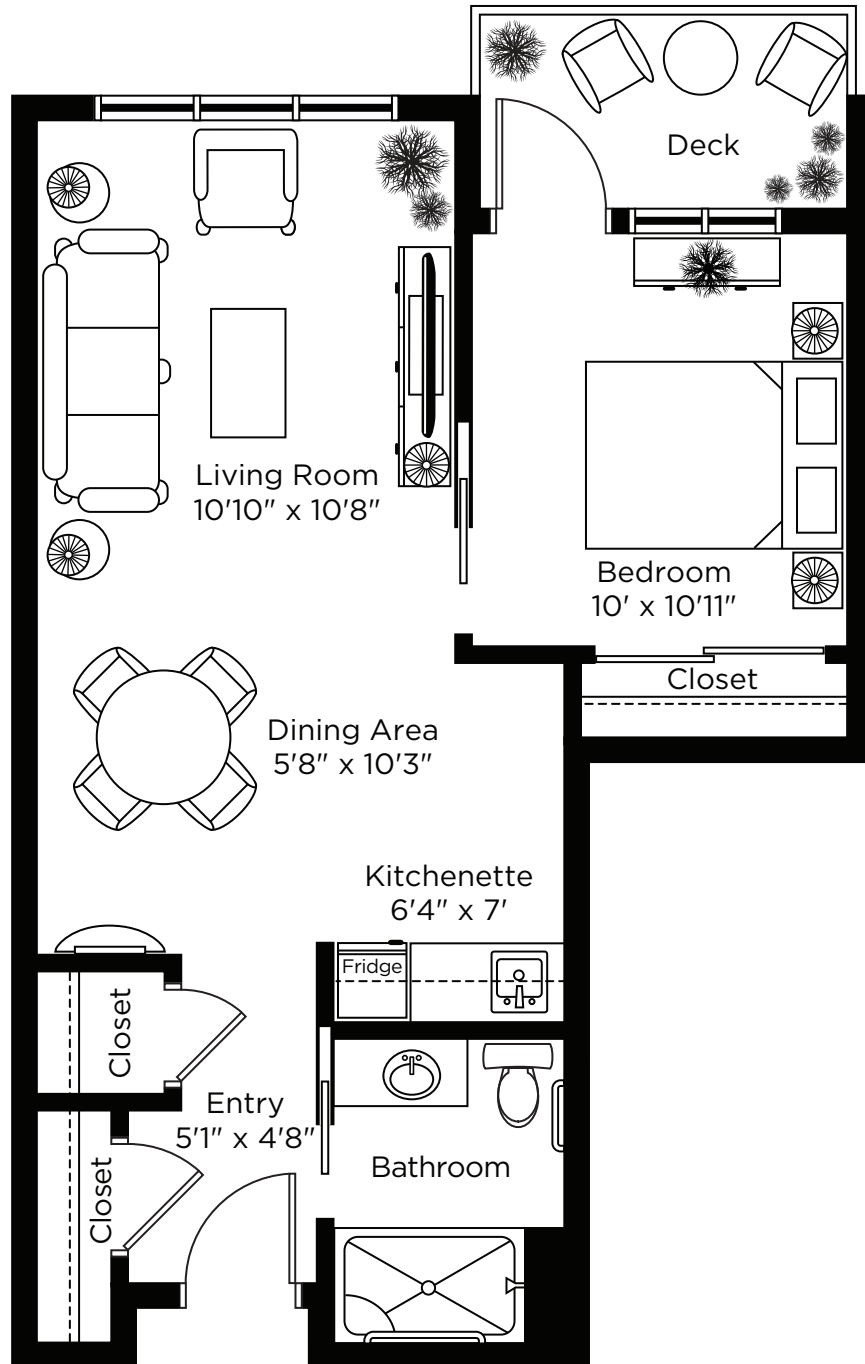 Deck
Living Room
10'10" x 10'8"
Bedroom
10' x 10'11"
Closet
Dining Area
5'8" x 10'3"
Kitchenette
6'4" x 7'
Fridge
Closet
Entry
5'1" x 4'8"
Closet
Bathroom